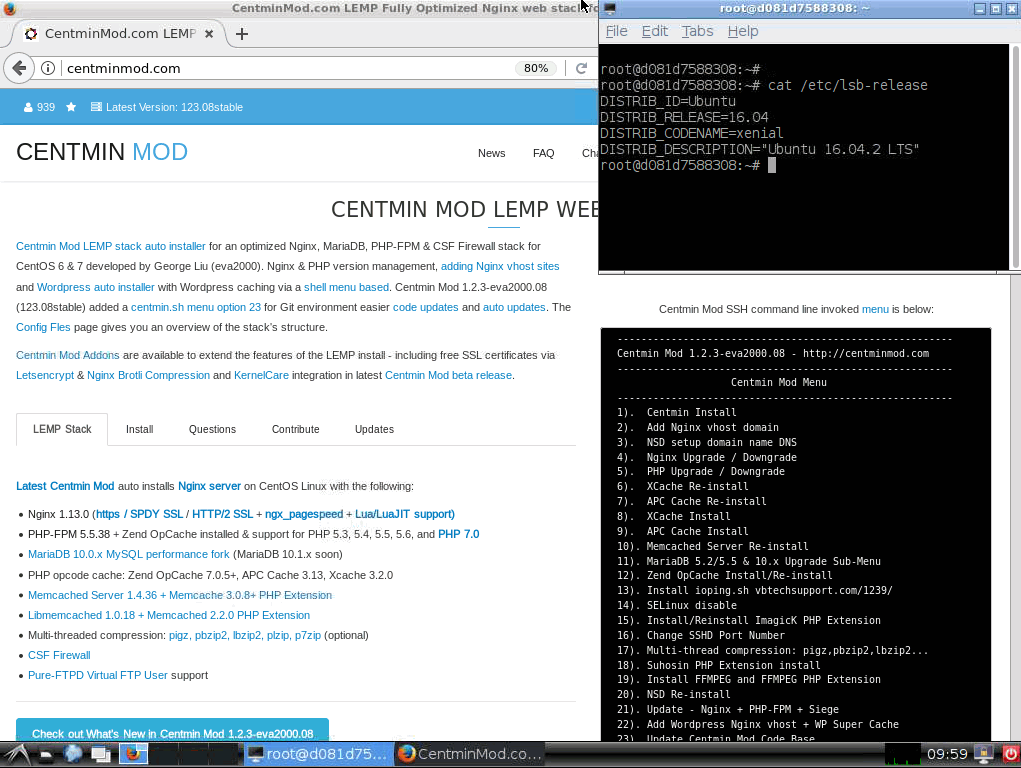 CentminMod.com LEMP Fully Optimized Nginx web stack fo
CentminMod.com LEMP
centminmod.com
80%
939
Latest Version: 123.08stable
CENTMIN MOD
News
FAQ
Cha
CENTMIN MOD LEMP WEB
Centmin Mod LEMP stack auto installer for an optimized Nginx, MariaDB, PHP-FPM & CSF Firewall stack for
CentOS 6 & 7 developed by George Liu (eva2000). Nginx & PHP version management, adding Nginx vhost sites
and Wordpress auto installer with Wordpress caching via a shell menu based. Centmin Mod 1.2.3-eva2000.08
(123.08stable) added a centmin.sh menu option 23 for Git environment easier code updates and auto updates. The
Config Fles page gives you an overview of the stack's structure.
Centmin Mod Addons are available to extend the features of the LEMP install - including free SSL certificates via
Letsencrypt & Nginx Brotli Compression and KernelCare integration in latest Centmin Mod beta release.
LEMP Stack
Install
Questions
Contribute
Updates
Latest Centmin Mod auto installs Nginx server on CentOS Linux with the following:
• Nginx 1.13.0 (https / SPDY SSL / HTTP/2 SSL + ngx_pagespeed + Lua/LuaJIT support)
• PHP-FPM 5.5.38 + Zend OpCache installed & support for PHP 5.3, 5.4, 5.5, 5.6, and PHP 7.0
• MariaDB 10.0.x MySQL performance fork (MariaDB 10.1.x soon)
• PHP opcode cache: Zend OpCache 7.0.5+, APC Cache 3.13, Xcache 3.2.0
• Memcached Server 1.4.36 + Memcache 3.0.8+ PHP Extension
• Libmemcached 1.0.18 + Memcached 2.2.0 PHP Extension
• Multi-threaded compression: pigz, pbzip2, lbzip2, plzip, p7zip (optional)
• CSF Firewall
• Pure-FTPD Virtual FTP User support
Check out What's New in Centmin Mod 1.2.3-eva2000.08
root@d081d7588308: ~
File Edit Tabs Help
root@d081d7588308:~#
root@d081d7588308:~# cat /etc/lsb-release
DISTRIB_ID=Ubuntu
DISTRIB_RELEASE=16.04
DISTRIB_CODENAME=xenial
DISTRIB_DESCRIPTION="Ubuntu 16.04.2 LTS"
root@d081d7588308:~#
Centmin Mod SSH command line invoked menu is below:
--------------------------------------------------------
Centmin Mod 1.2.3-eva2000.08 - http://centminmod.com
--------------------------------------------------------
Centmin Mod Menu
--------------------------------------------------------
1). Centmin Install
2). Add Nginx vhost domain
3). NSD setup domain name DNS
4). Nginx Upgrade / Downgrade
5). PHP Upgrade / Downgrade
6). XCache Re-install
7). APC Cache Re-install
8). XCache Install
9). APC Cache Install
10). Memcached Server Re-install
11). MariaDB 5.2/5.5 & 10.x Upgrade Sub-Menu
12). Zend OpCache Install/Re-install
13). Install ioping.sh vbtechsupport.com/1239/
14). SELinux disable
15). Install/Reinstall ImagicK PHP Extension
16). Change SSHD Port Number
17). Multi-thread compression: pigz,pbzip2,lbzip2...
18). Suhosin PHP Extension install
19). Install FFMPEG and FFMPEG PHP Extension
20). NSD Re-install
21). Update - Nginx + PHP-FPM + Siege
22). Add Wordpress Nginx vhost + WP Super Cache
23). Update Centmin Mod Code Base
root@d081d75...
CentminMod.co...
09:59